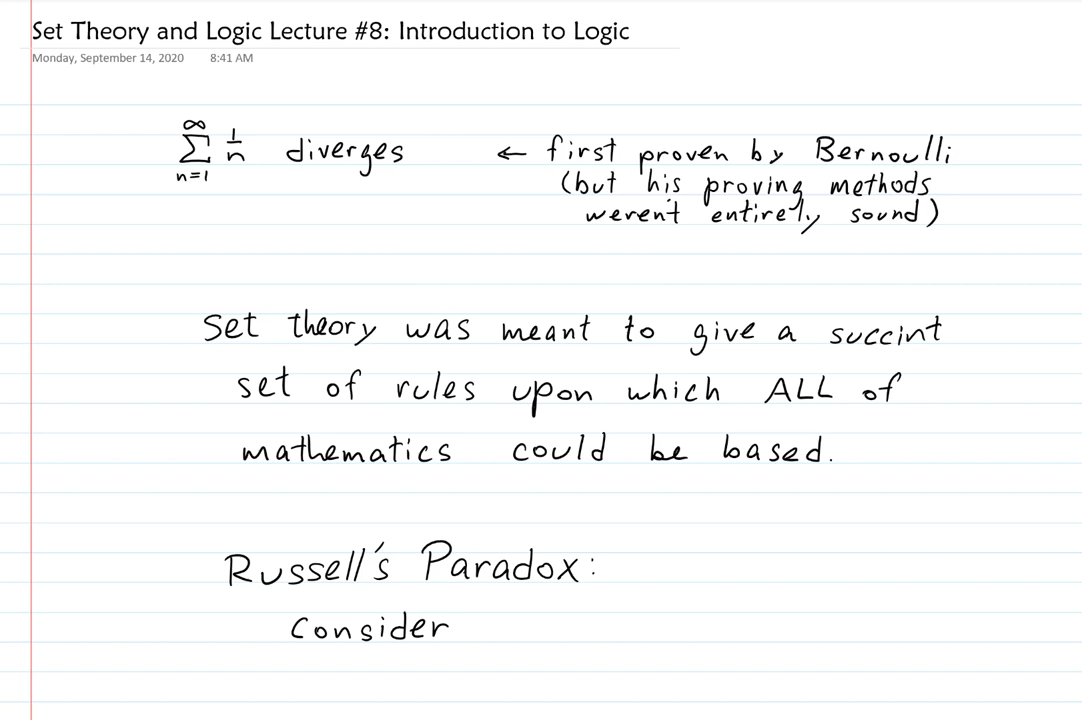 Set Theory and Logic Lecture #8: Introduction to Logic
Monday, September 14, 2020 8:41 AM
∞
∑ 1/n diverges ← first proven by Bernoulli
n=1 (but his proving methods
weren't entirely sound)
Set theory was meant to give a succint
set of rules upon which ALL of
mathematics could be based.
Russell's Paradox:
Consider